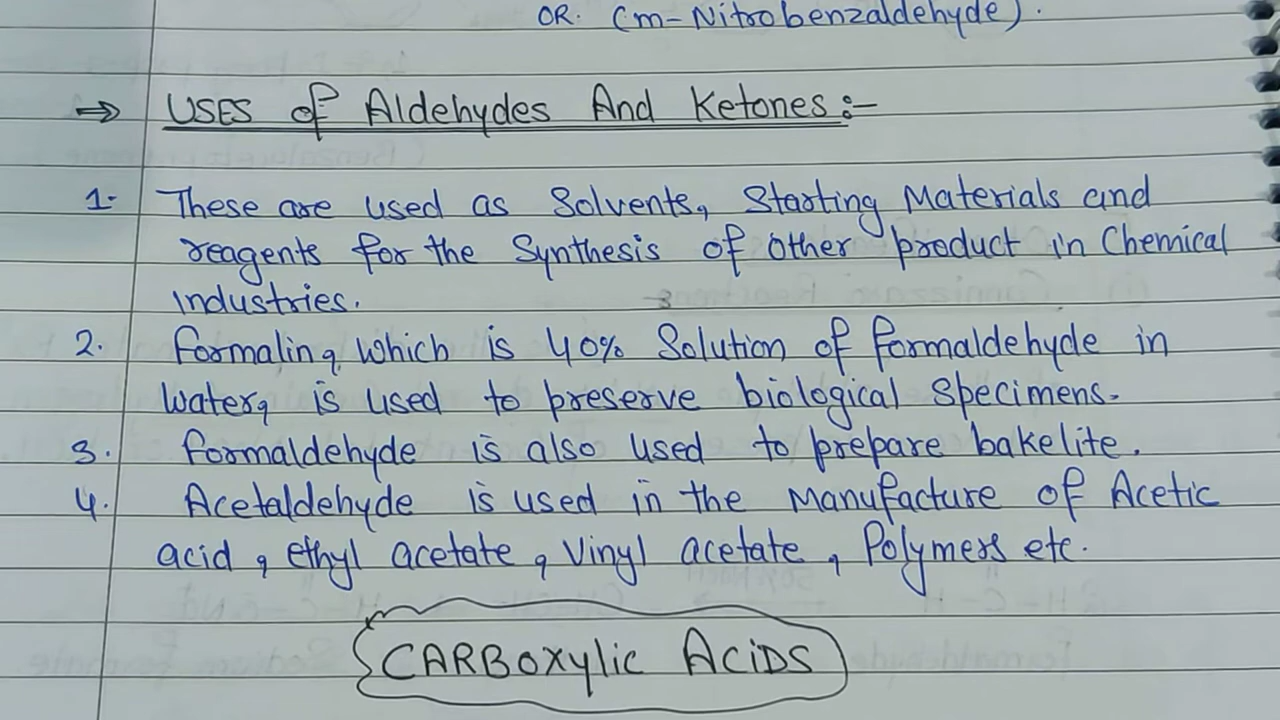 OR. (m-Nitrobenzaldehyde).
⇒ USES of Aldehydes And Ketones :-
1. These are used as Solvents, Starting Materials and
reagents for the Synthesis of other product in Chemical
Industries.
2. Formalin, which is 40% Solution of formaldehyde in
water, is used to preserve biological specimens.
3. Formaldehyde is also used to prepare bakelite.
4. Acetaldehyde is used in the Manufacture of Acetic
acid, ethyl acetate, Vinyl acetate, Polymers etc.
CARBOxylic AciDS